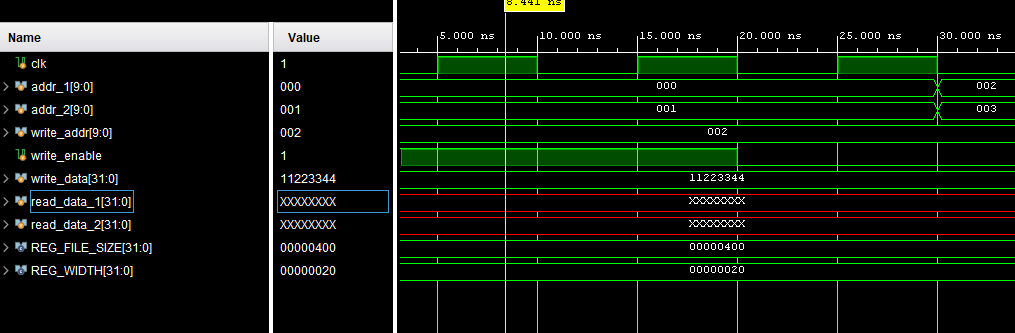 8.441 ns
Name Value
5.000 ns 10.000 ns 15.000 ns 20.000 ns 25.000 ns 30.000 ns
clk 1
addr_1[9:0] 000 000 002
addr_2[9:0] 001 001 003
write_addr[9:0] 002 002
write_enable 1
write_data[31:0] 11223344 11223344
read_data_1[31:0] XXXXXXXX XXXXXXXX
read_data_2[31:0] XXXXXXXX XXXXXXXX
REG_FILE_SIZE[31:0] 00000400 00000400
REG_WIDTH[31:0] 00000020 00000020